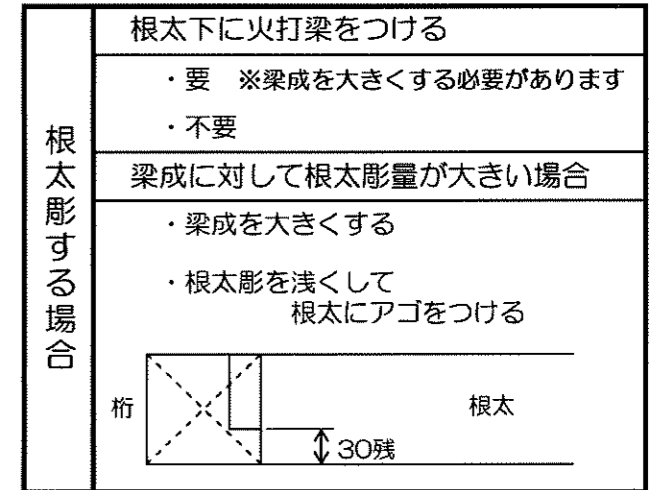 根太彫する場合
根太下に火打梁をつける
・要 ※梁成を大きくする必要があります
・不要
梁成に対して根太彫量が大きい場合
・梁成を大きくする
・根太彫を浅くして
根太にアゴをつける
桁
根太
30残